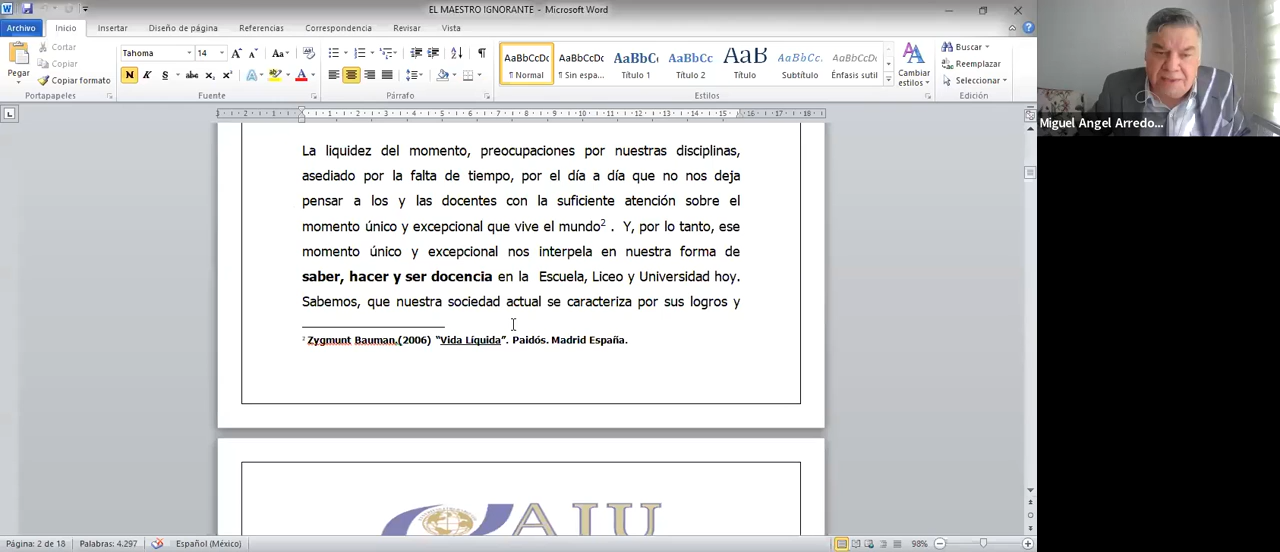 EL MAESTRO IGNORANTE - Microsoft Word
Archivo Inicio Insertar Diseño de página Referencias Correspondencia Revisar Vista
Pegar
Cortar
Copiar
Copiar formato
Portapapeles
Tahoma 14
N K S abc x₂ x² Aa
Fuente
Párrafo
AaBbCcDc AaBbCcDc AaBbC AaBbCc AaB AaBbCc. AaBbCcDc
¶ Normal ¶ Sin espa... Título 1 Título 2 Título Subtítulo Énfasis sutil
Cambiar
estilos
Estilos
Buscar
Reemplazar
Seleccionar
Edición
Miguel Angel Arredo...
La liquidez del momento, preocupaciones por nuestras disciplinas,
asediado por la falta de tiempo, por el día a día que no nos deja
pensar a los y las docentes con la suficiente atención sobre el
momento único y excepcional que vive el mundo² . Y, por lo tanto, ese
momento único y excepcional nos interpela en nuestra forma de
saber, hacer y ser docencia en la Escuela, Liceo y Universidad hoy.
Sabemos, que nuestra sociedad actual se caracteriza por sus logros y
² Zygmunt Bauman,(2006) “Vida Líquida”. Paidós. Madrid España.
AIU
Página: 2 de 18 Palabras: 4.297 Español (México) 98%